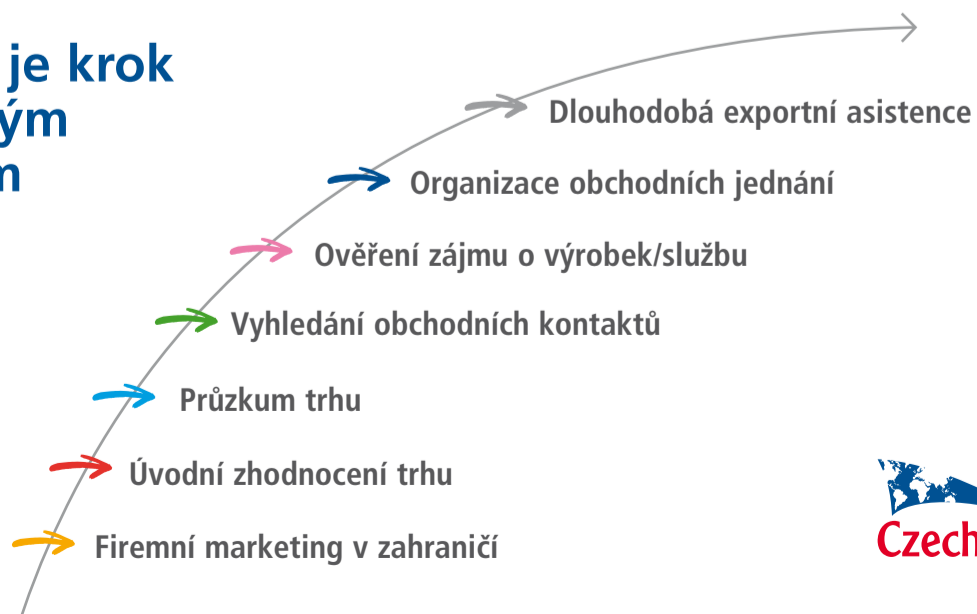 je krok
ým
m
Dlouhodobá exportní asistence
Organizace obchodních jednání
Ověření zájmu o výrobek/službu
Vyhledání obchodních kontaktů
Průzkum trhu
Úvodní zhodnocení trhu
Firemní marketing v zahraničí
Czech